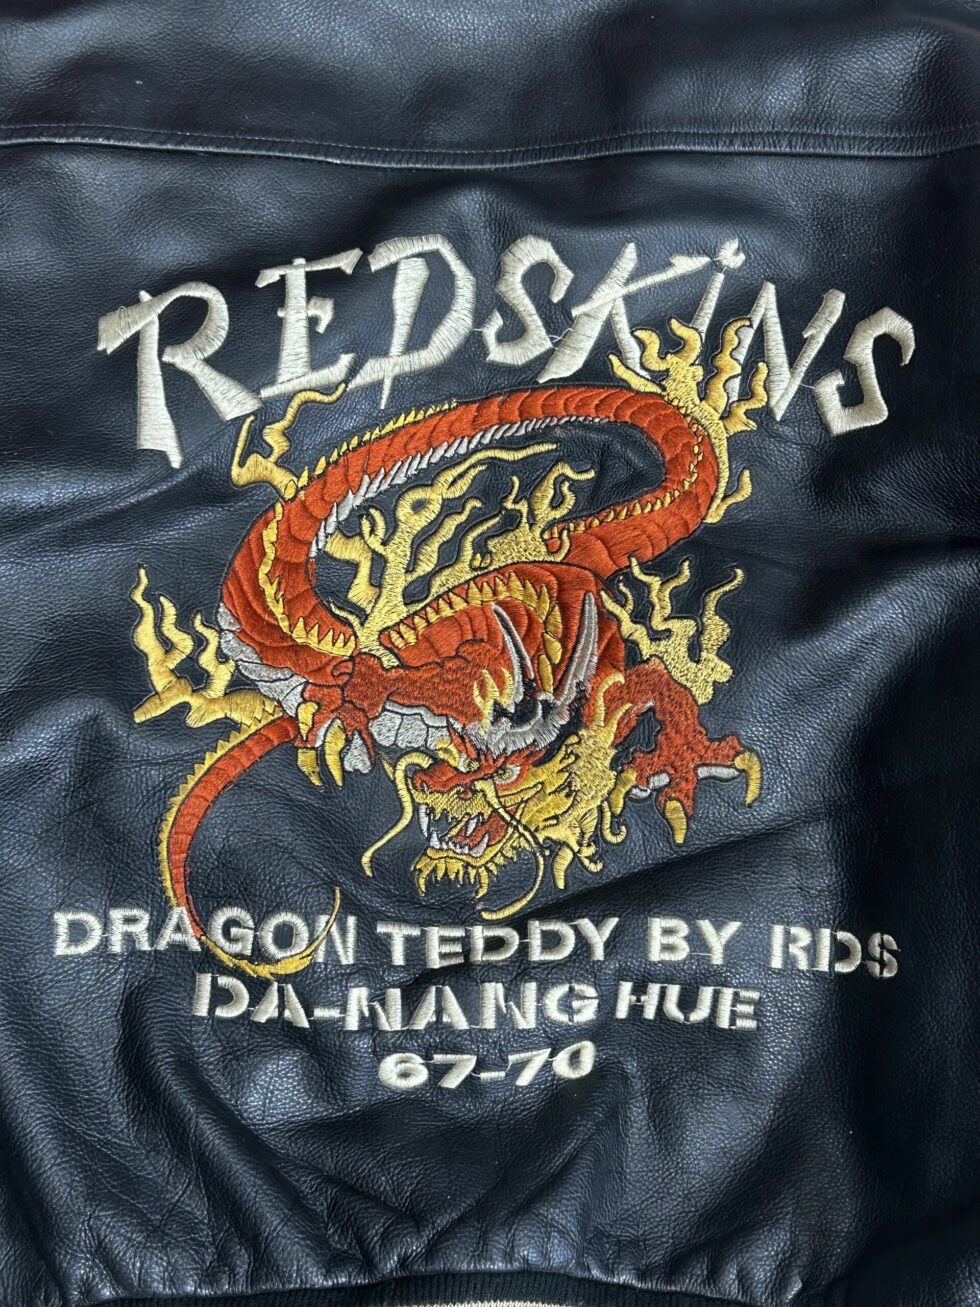 REDSKiNS
DRAGON TEDDY BY RDS
DA-NANG HUE
67-70